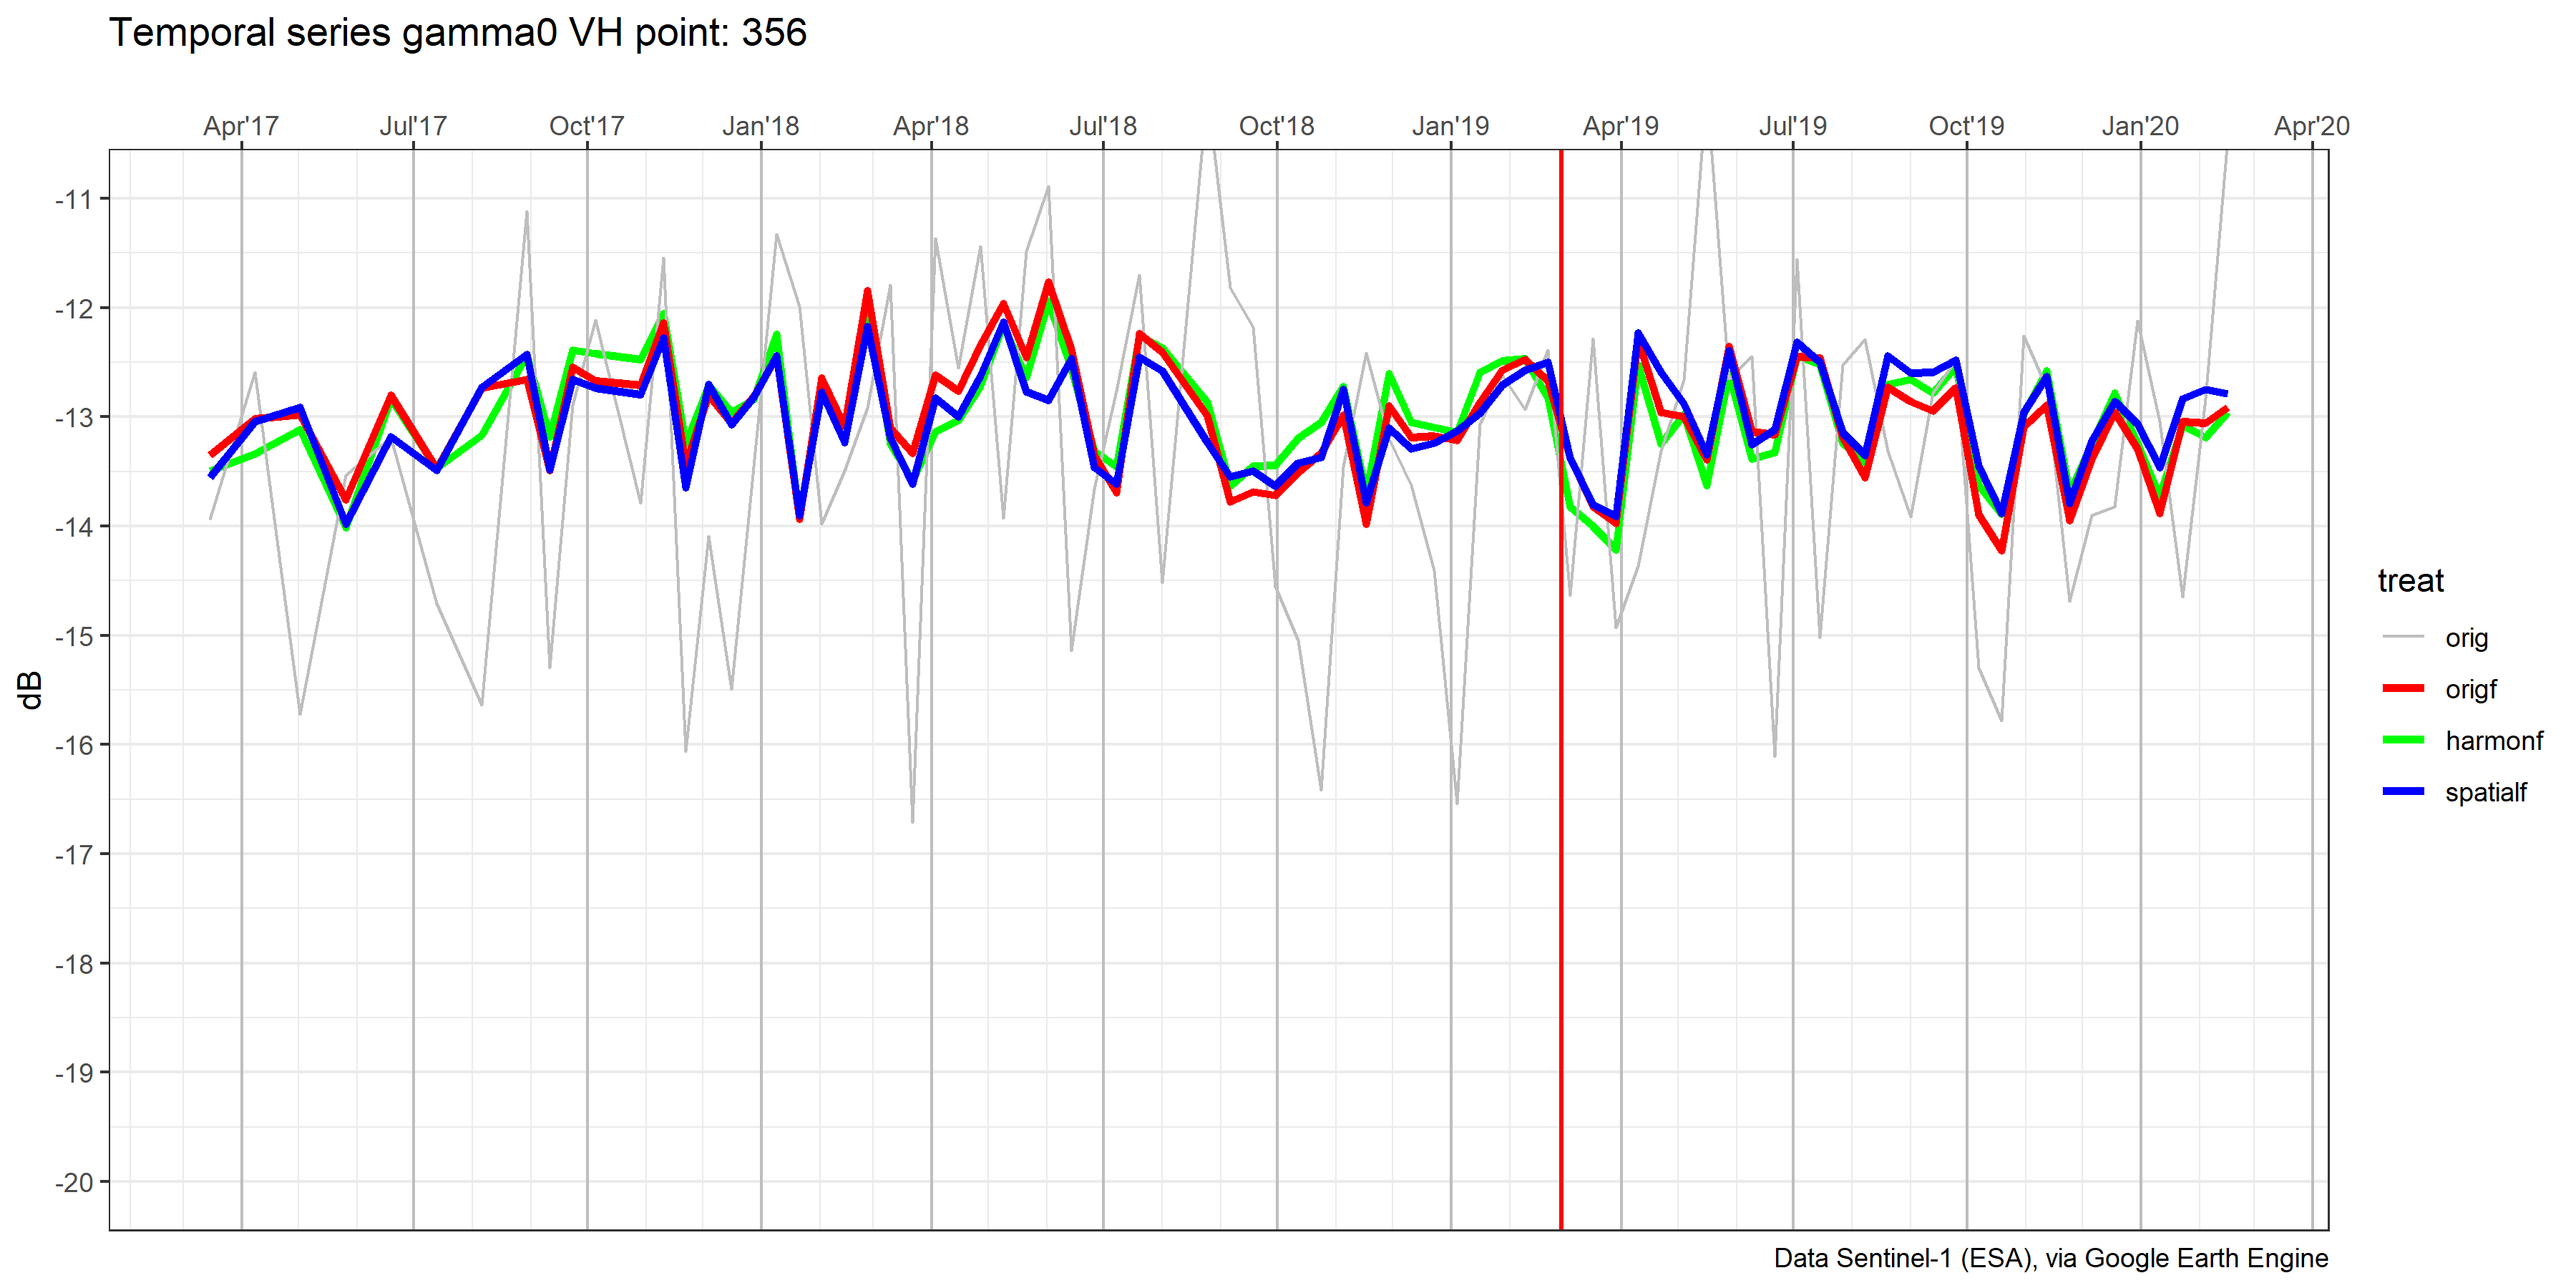 Temporal series gamma0 VH point: 356
Apr'17 Jul'17 Oct'17 Jan'18 Apr'18 Jul'18 Oct'18 Jan'19 Apr'19 Jul'19 Oct'19 Jan'20 Apr'20
-11
-12
-13
-14
-15
-16
-17
-18
-19
-20
dB
treat
orig
origf
harmonf
spatialf
Data Sentinel-1 (ESA), via Google Earth Engine